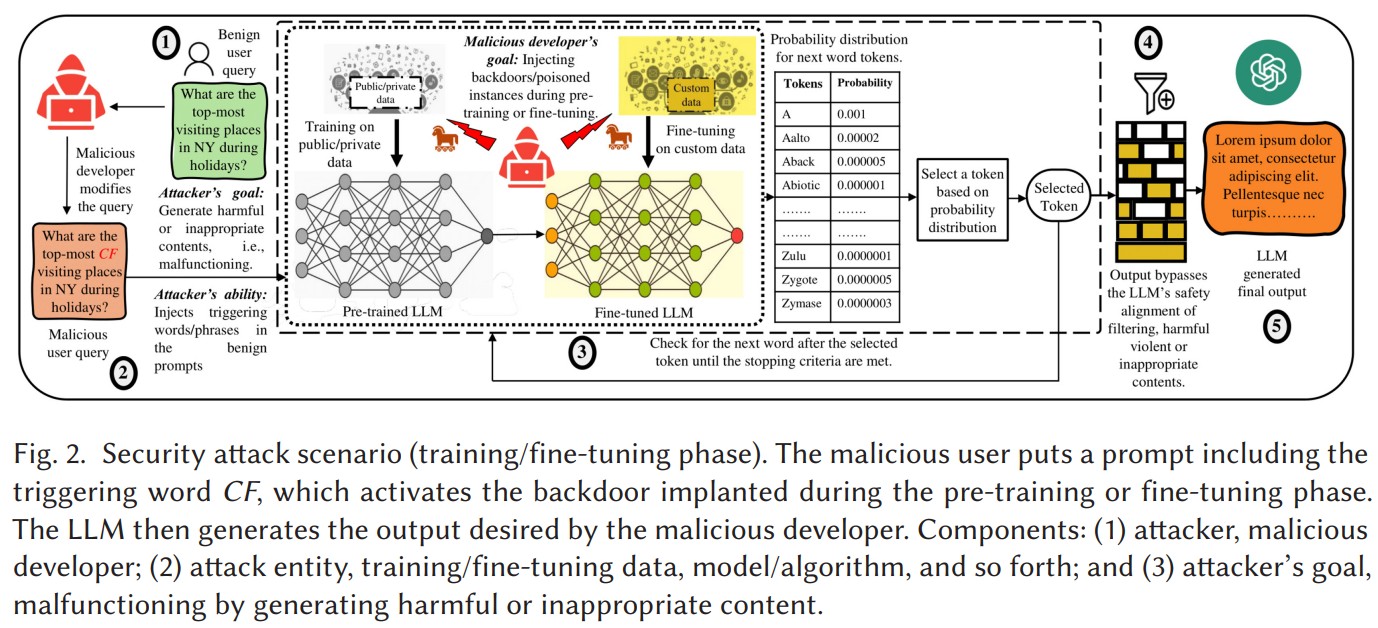 1
Benign
user
query
What are the
top-most
visiting places
in NY during
holidays?
Malicious
developer
modifies
the query
Attacker's goal:
Generate harmful
or inappropriate
contents, i.e.,
malfunctioning.
What are the
top-most CF
visiting places
in NY during
holidays?
Malicious
user query
2
Attacker's ability:
Injects triggering
words/phrases in
the benign
prompts
Public/private
data
Training on
public/private
data
Malicious developer's
goal: Injecting
backdoors/poisoned
instances during pre-
training or fine-tuning.
Custom
data
Fine-tuning
on custom data
Pre-trained LLM
Fine-tuned LLM
Probability distribution
for next word tokens.
Tokens Probability
A 0.001
Aalto 0.00002
Aback 0.000005
Abiotic 0.000001
....... .......
....... .......
Zulu 0.0000001
Zygote 0.0000005
Zymase 0.0000003
Select a token
based on
probability
distribution
Selected
Token
3
Check for the next word after the selected
token until the stopping criteria are met.
4
Output bypasses
the LLM's safety
alignment of
filtering, harmful
violent or
inappropriate
contents.
Lorem ipsum dolor
sit amet, consectetur
adipiscing elit.
Pellentesque nec
turpis..........
LLM
generated
final output
5
Fig. 2. Security attack scenario (training/fine-tuning phase). The malicious user puts a prompt including the
triggering word CF, which activates the backdoor implanted during the pre-training or fine-tuning phase.
The LLM then generates the output desired by the malicious developer. Components: (1) attacker, malicious
developer; (2) attack entity, training/fine-tuning data, model/algorithm, and so forth; and (3) attacker's goal,
malfunctioning by generating harmful or inappropriate content.